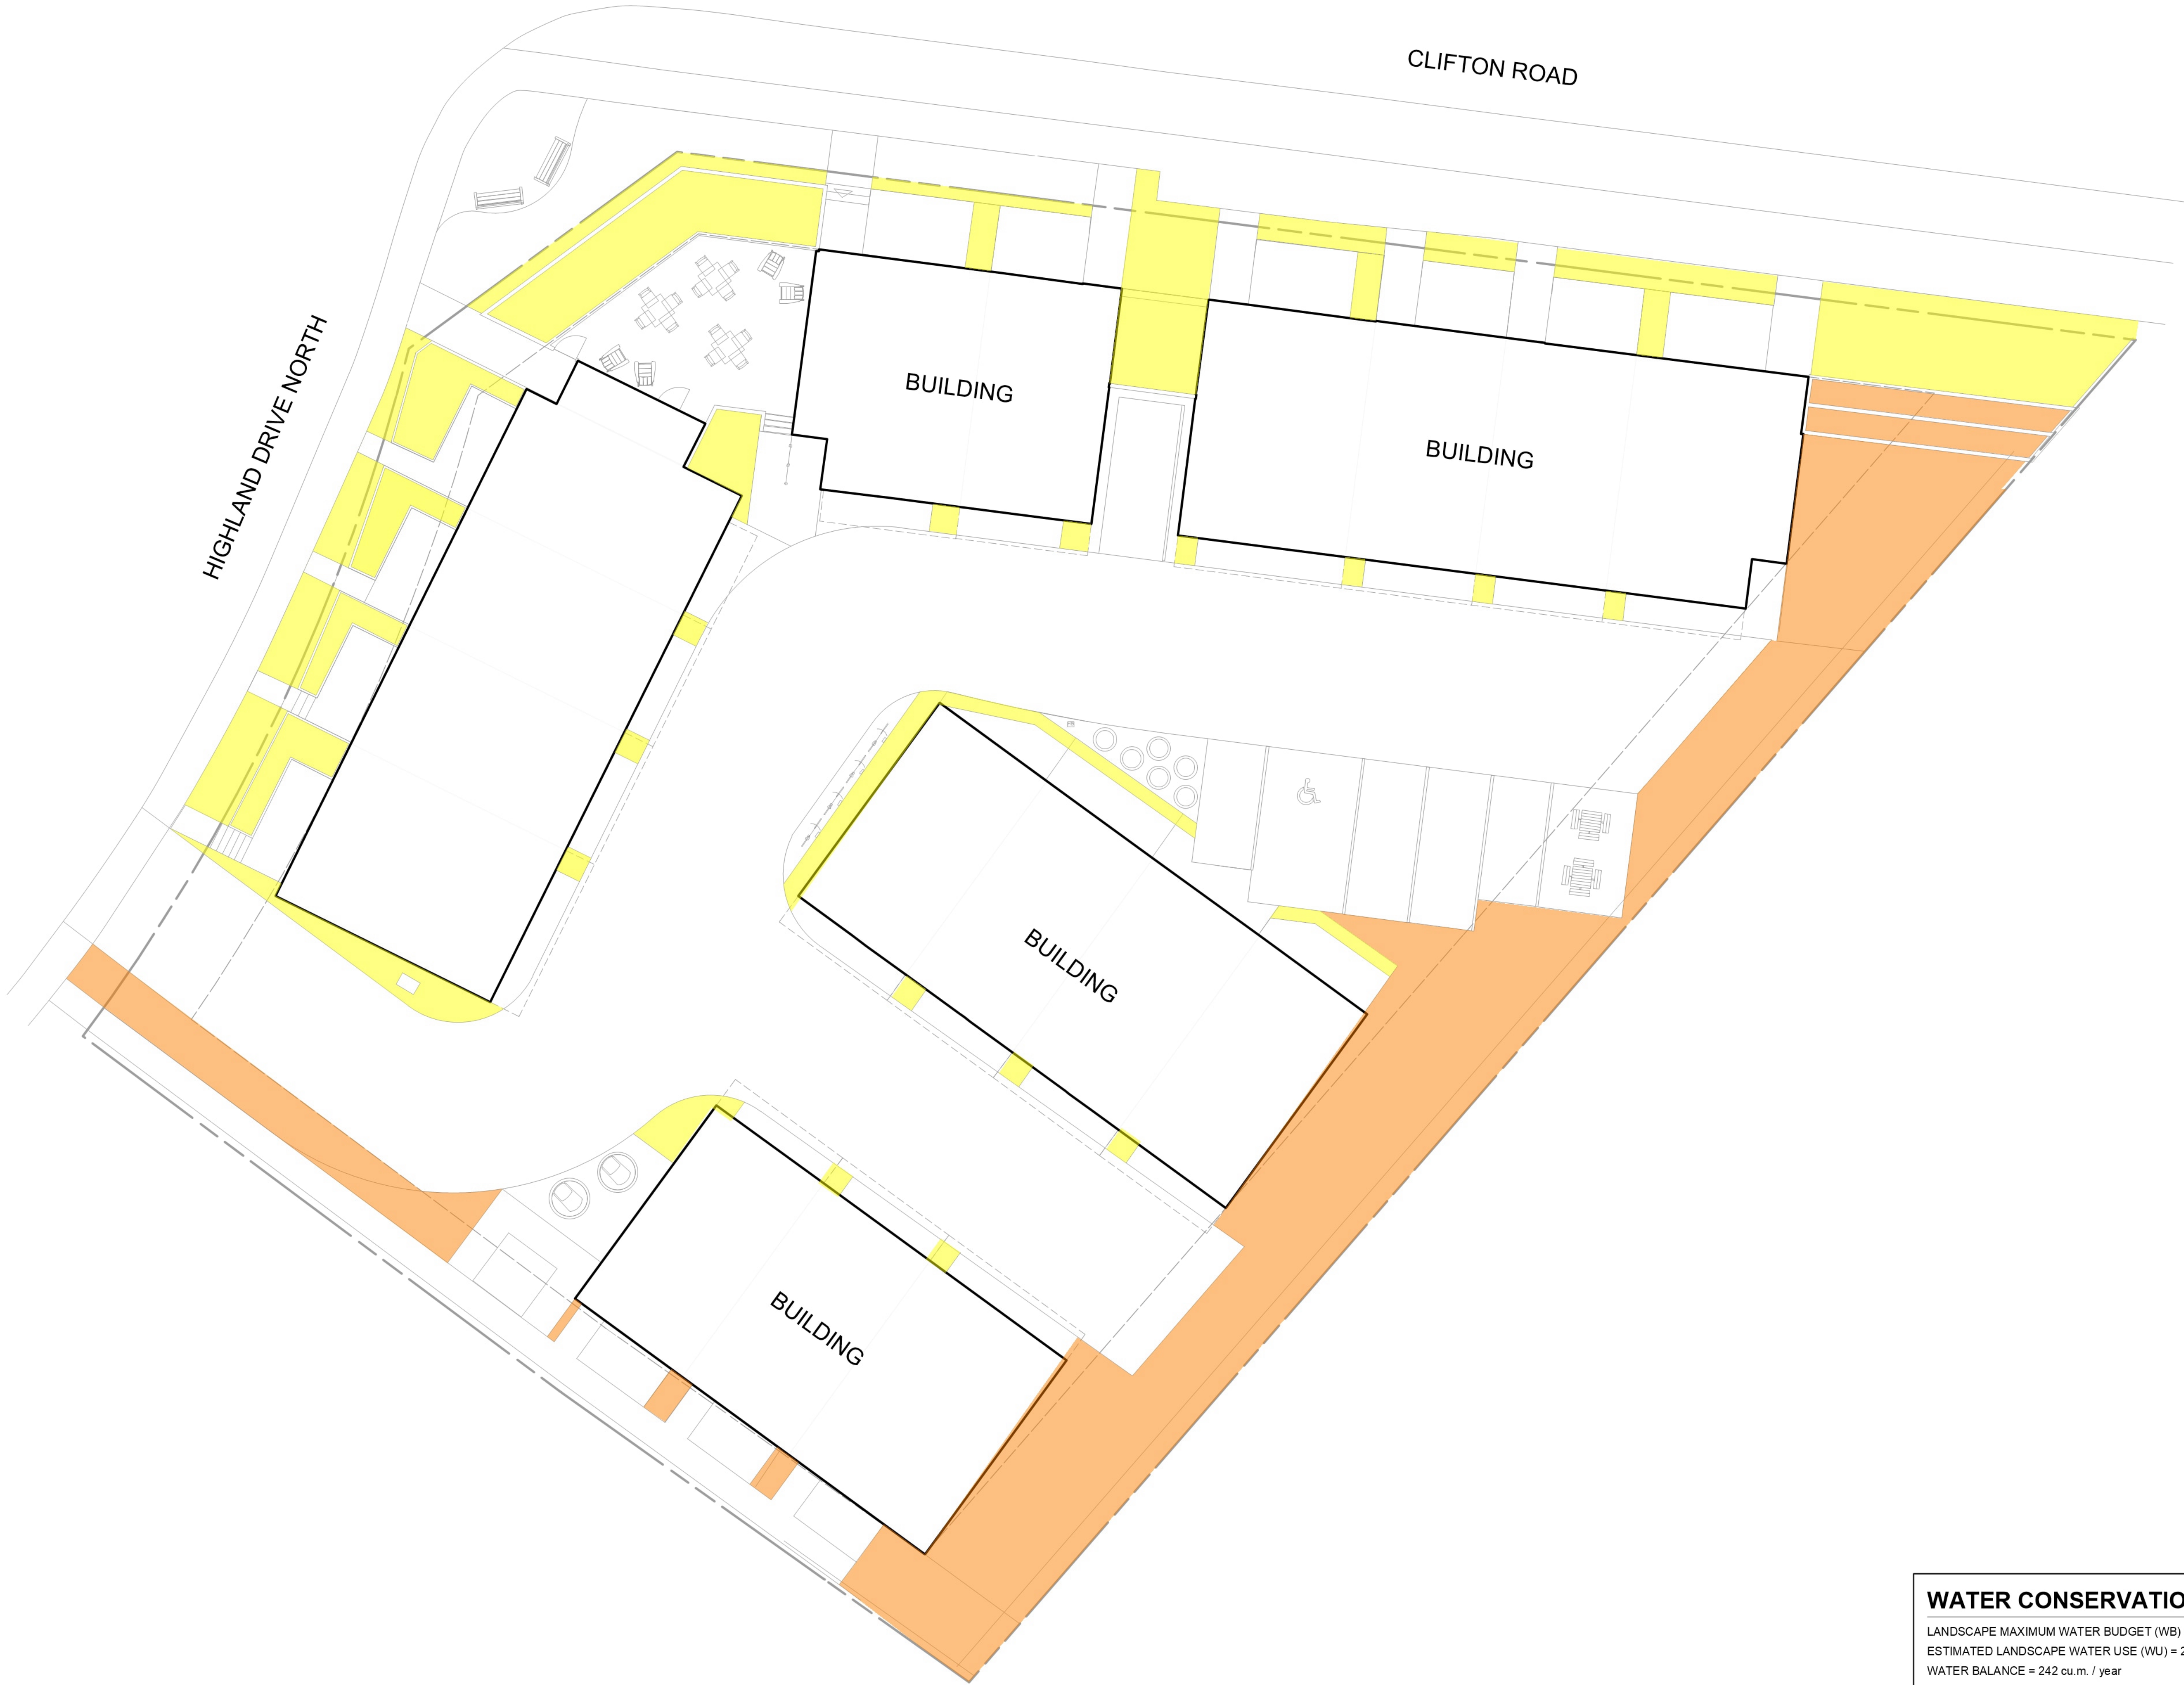 CLIFTON ROAD
HIGHLAND DRIVE NORTH
BUILDING
BUILDING
BUILDING
BUILDING
WATER CONSERVATIO
LANDSCAPE MAXIMUM WATER BUDGET (WB)
ESTIMATED LANDSCAPE WATER USE (WU) = 2
WATER BALANCE = 242 cu.m. / year